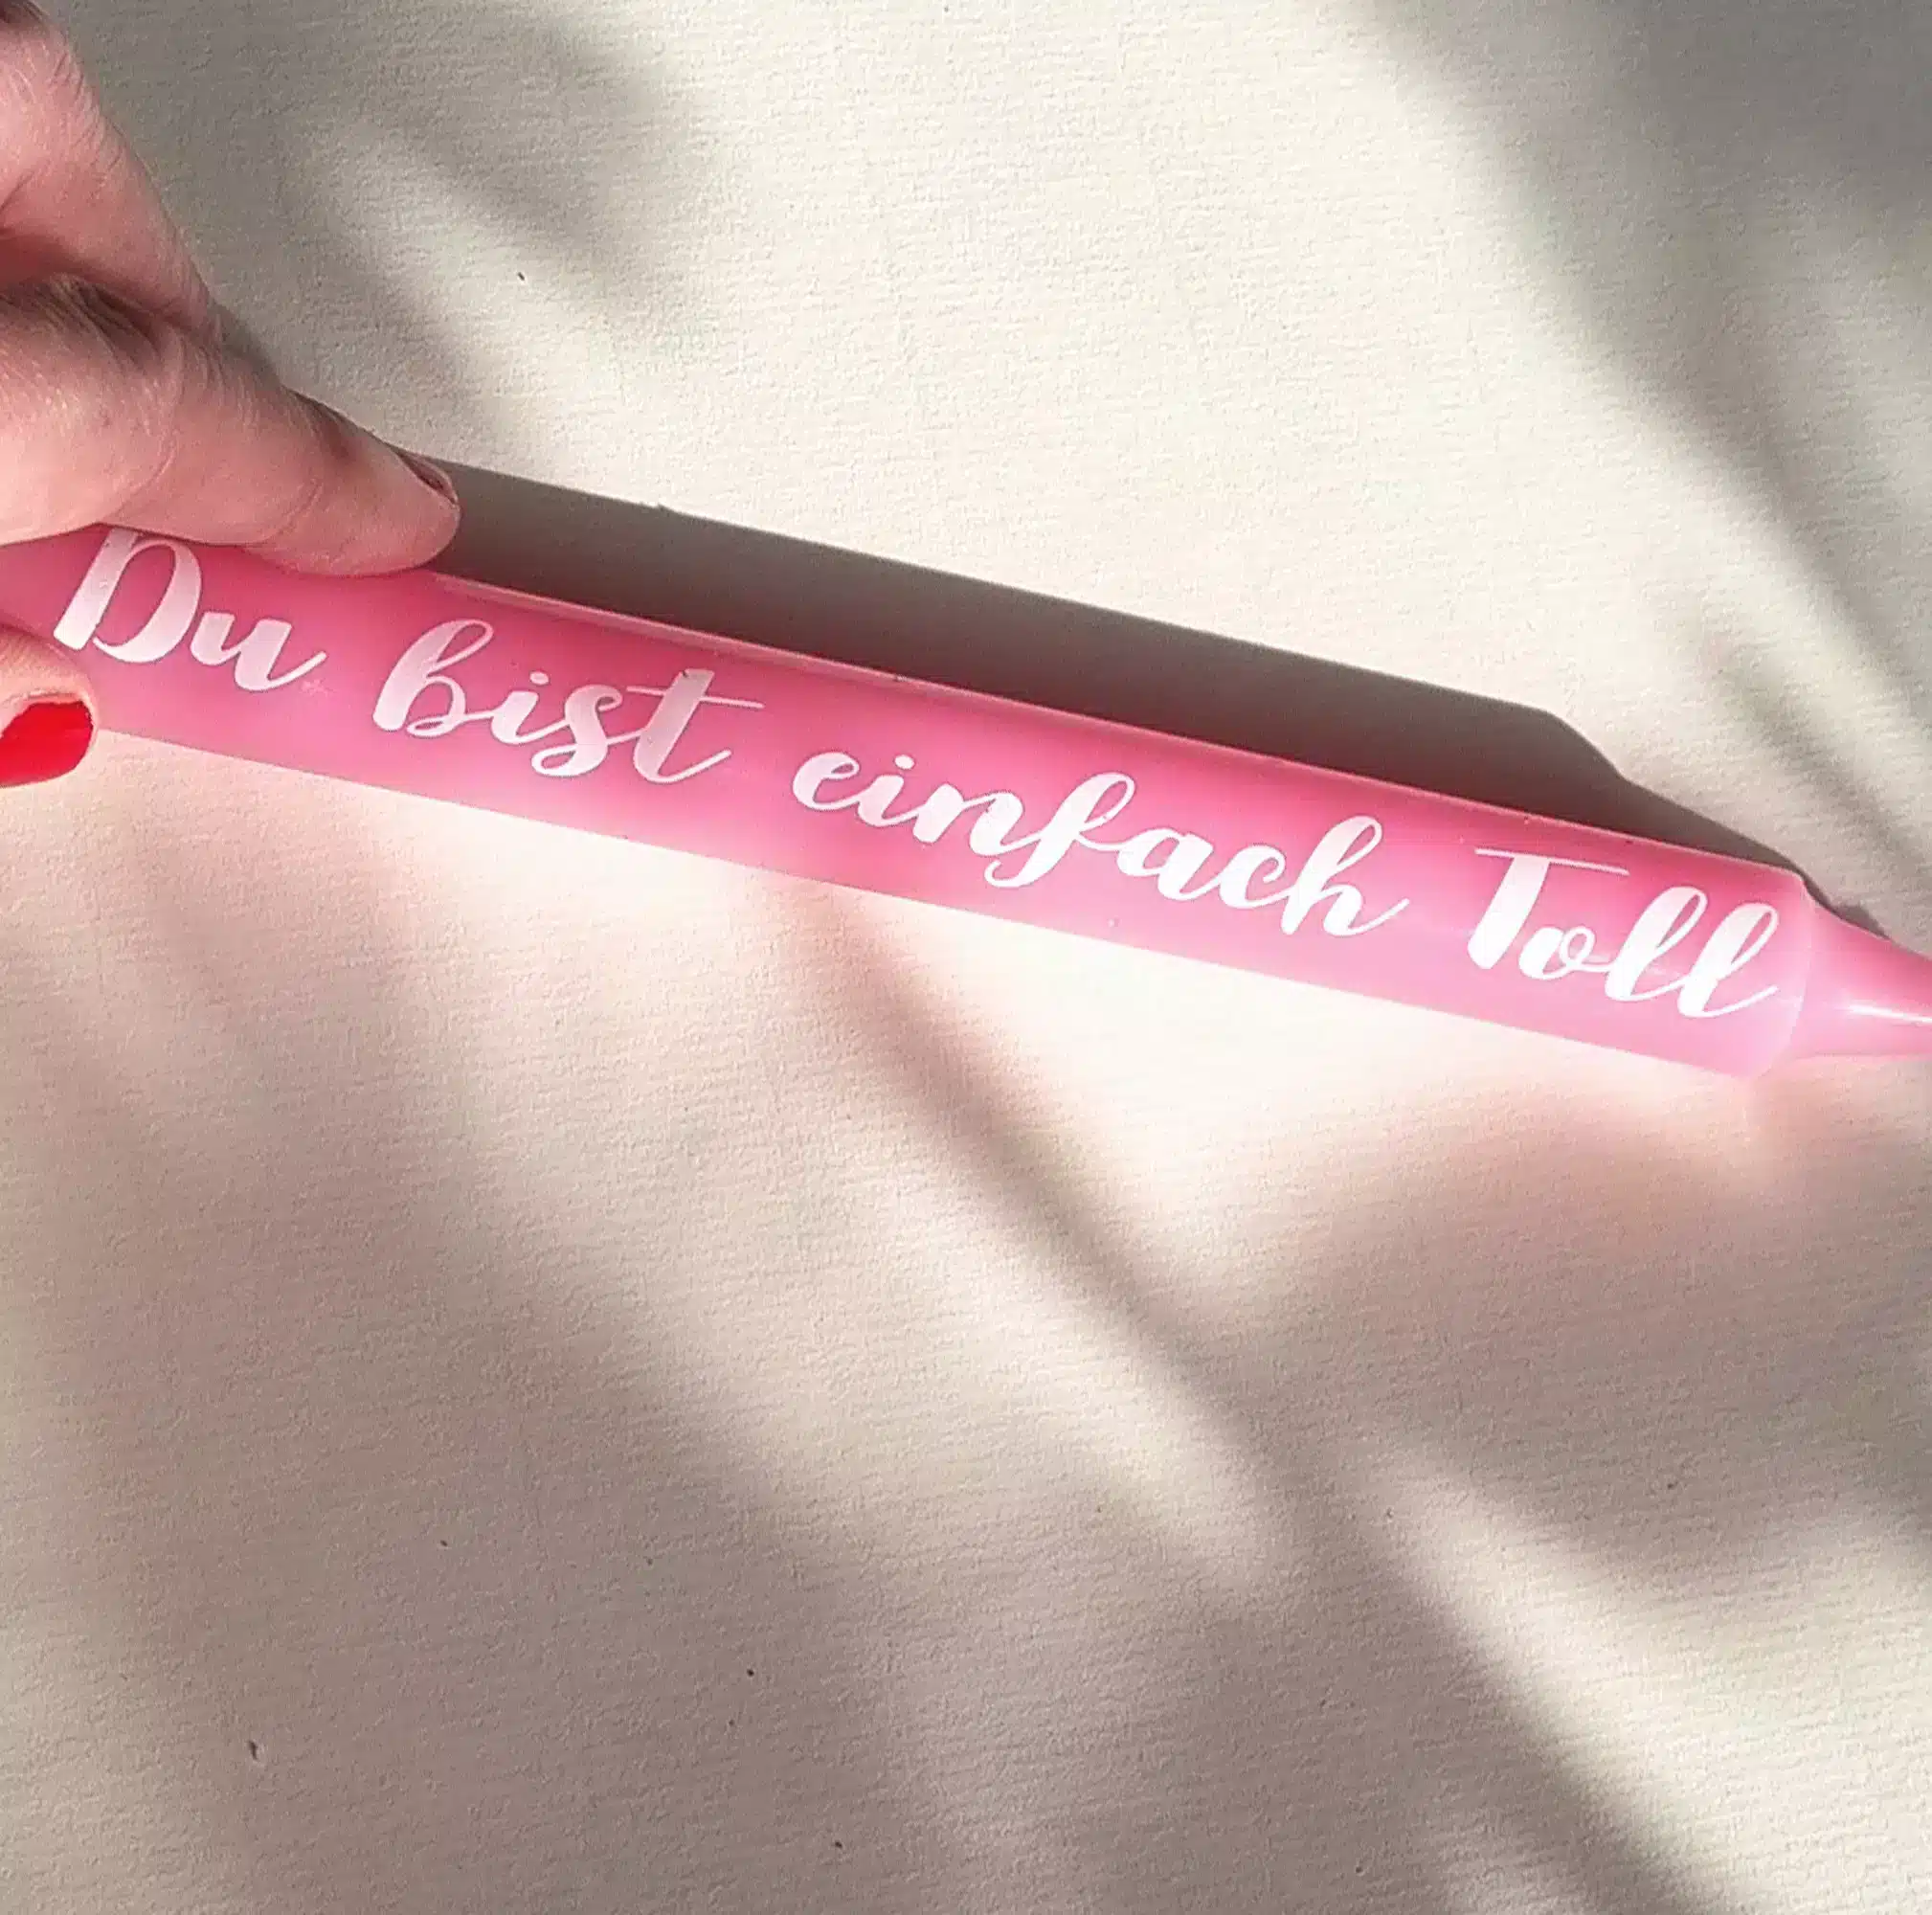 Du bist einfach Toll